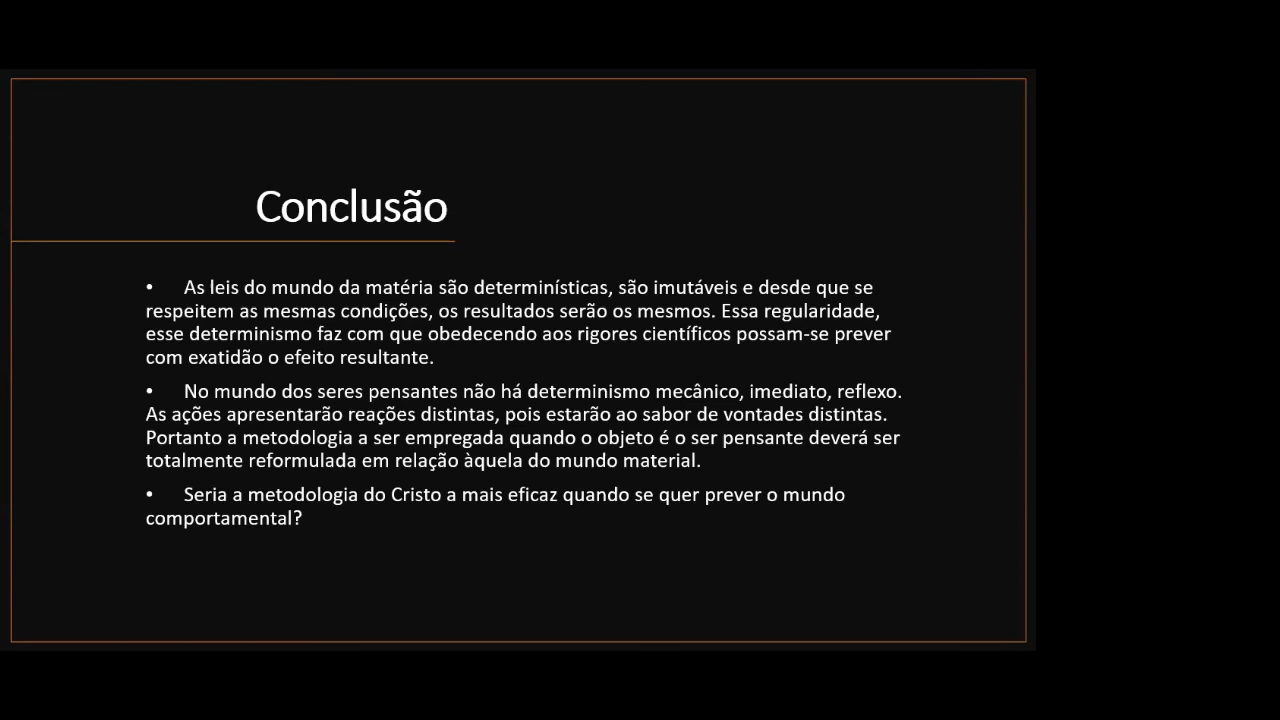 Conclusão
• As leis do mundo da matéria são determinísticas, são imutáveis e desde que se
respeitem as mesmas condições, os resultados serão os mesmos. Essa regularidade,
esse determinismo faz com que obedecendo aos rigores científicos possam-se prever
com exatidão o efeito resultante.
• No mundo dos seres pensantes não há determinismo mecânico, imediato, reflexo.
As ações apresentarão reações distintas, pois estarão ao sabor de vontades distintas.
Portanto a metodologia a ser empregada quando o objeto é o ser pensante deverá ser
totalmente reformulada em relação àquela do mundo material.
• Seria a metodologia do Cristo a mais eficaz quando se quer prever o mundo
comportamental?